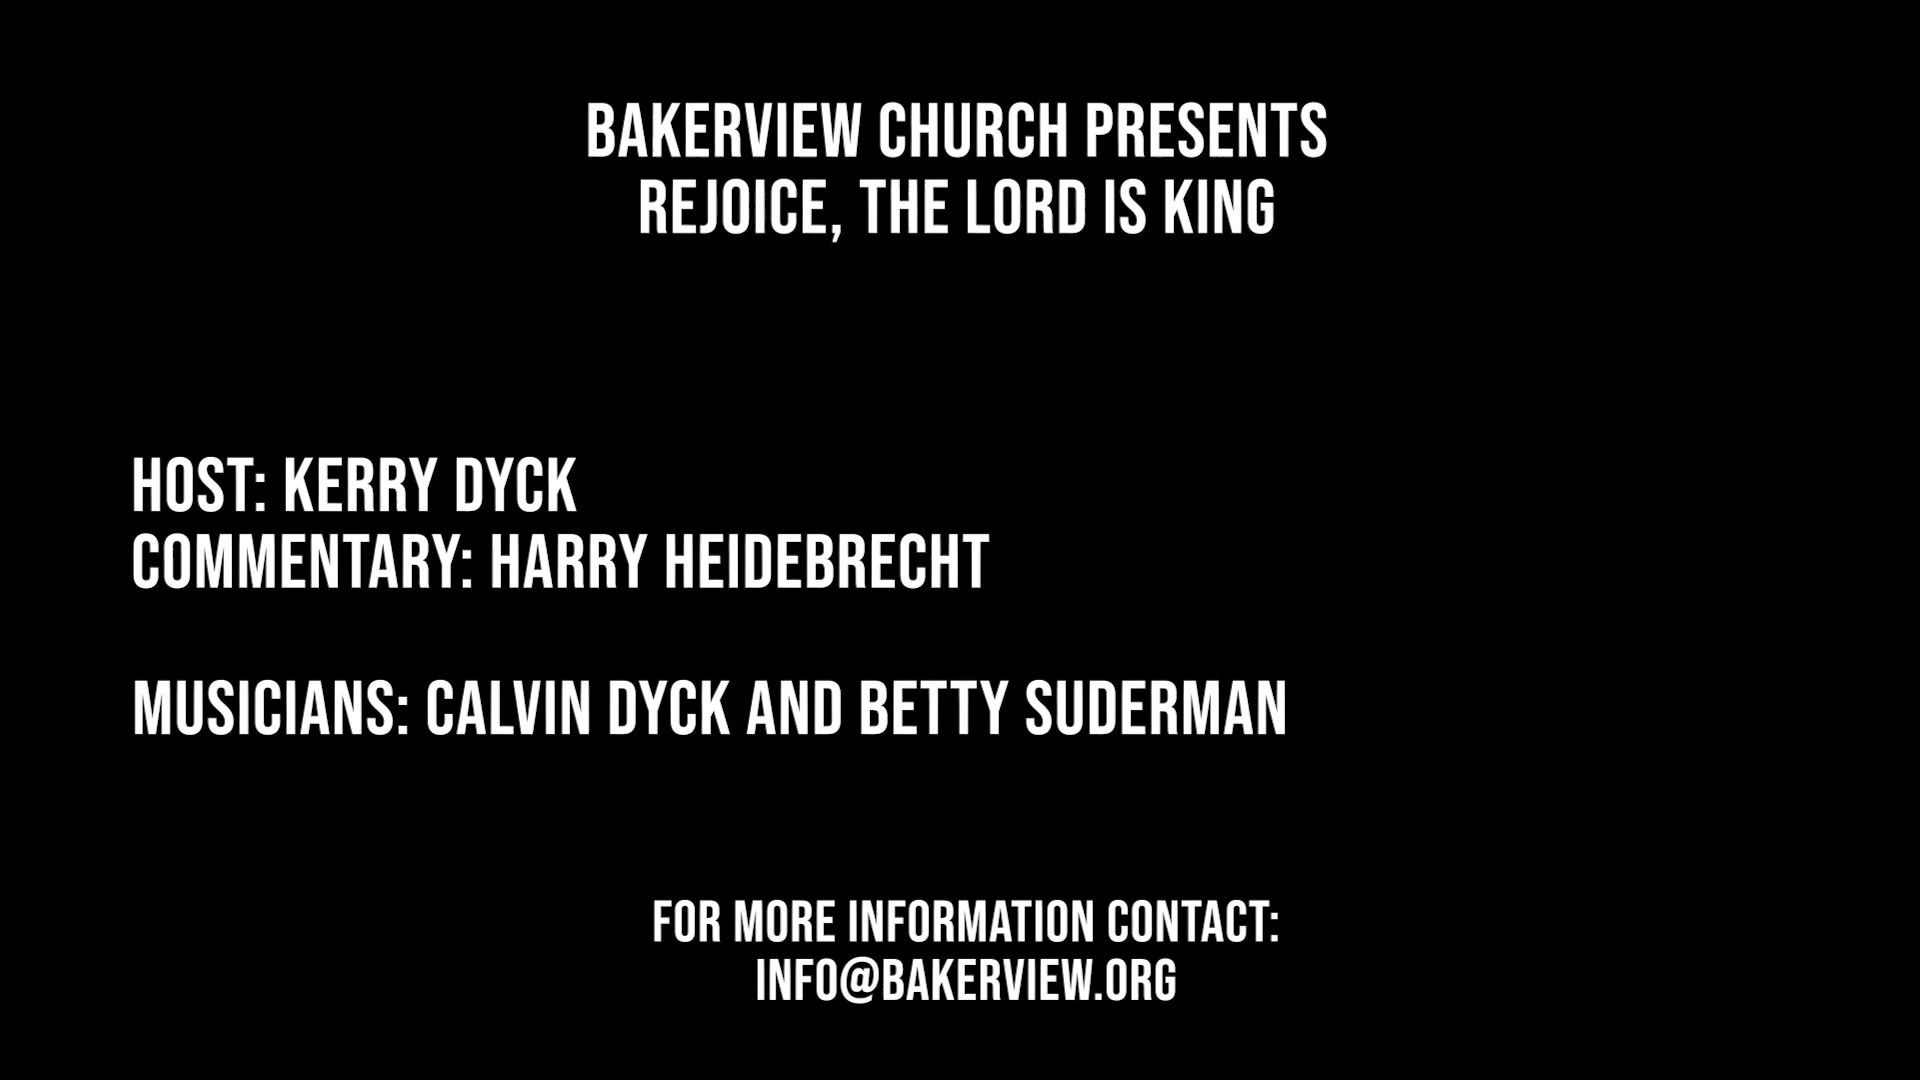 BAKERVIEW CHURCH PRESENTS
REJOICE, THE LORD IS KING
HOST: KERRY DYCK
COMMENTARY: HARRY HEIDEBRECHT
MUSICIANS: CALVIN DYCK AND BETTY SUDERMAN
FOR MORE INFORMATION CONTACT:
INFO@BAKERVIEW.ORG